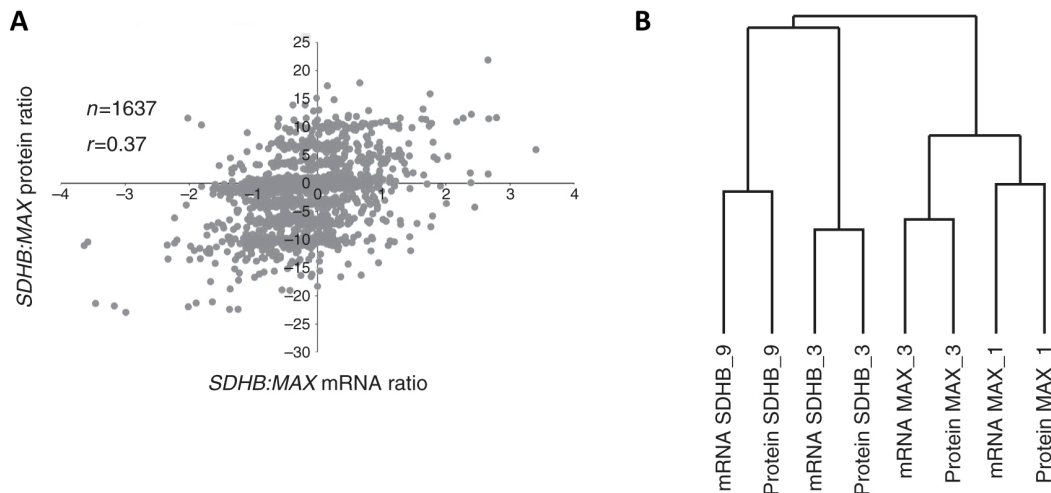 A
SDHB:MAX protein ratio
n=1637
r=0.37
25
20
15
10
5
0
−5
−10
−15
−20
−25
−30
−4 −3 −2 −1 0 1 2 3 4
SDHB:MAX mRNA ratio
B
mRNA SDHB_9
Protein SDHB_9
mRNA SDHB_3
Protein SDHB_3
mRNA MAX_3
Protein MAX_3
mRNA MAX_1
Protein MAX_1